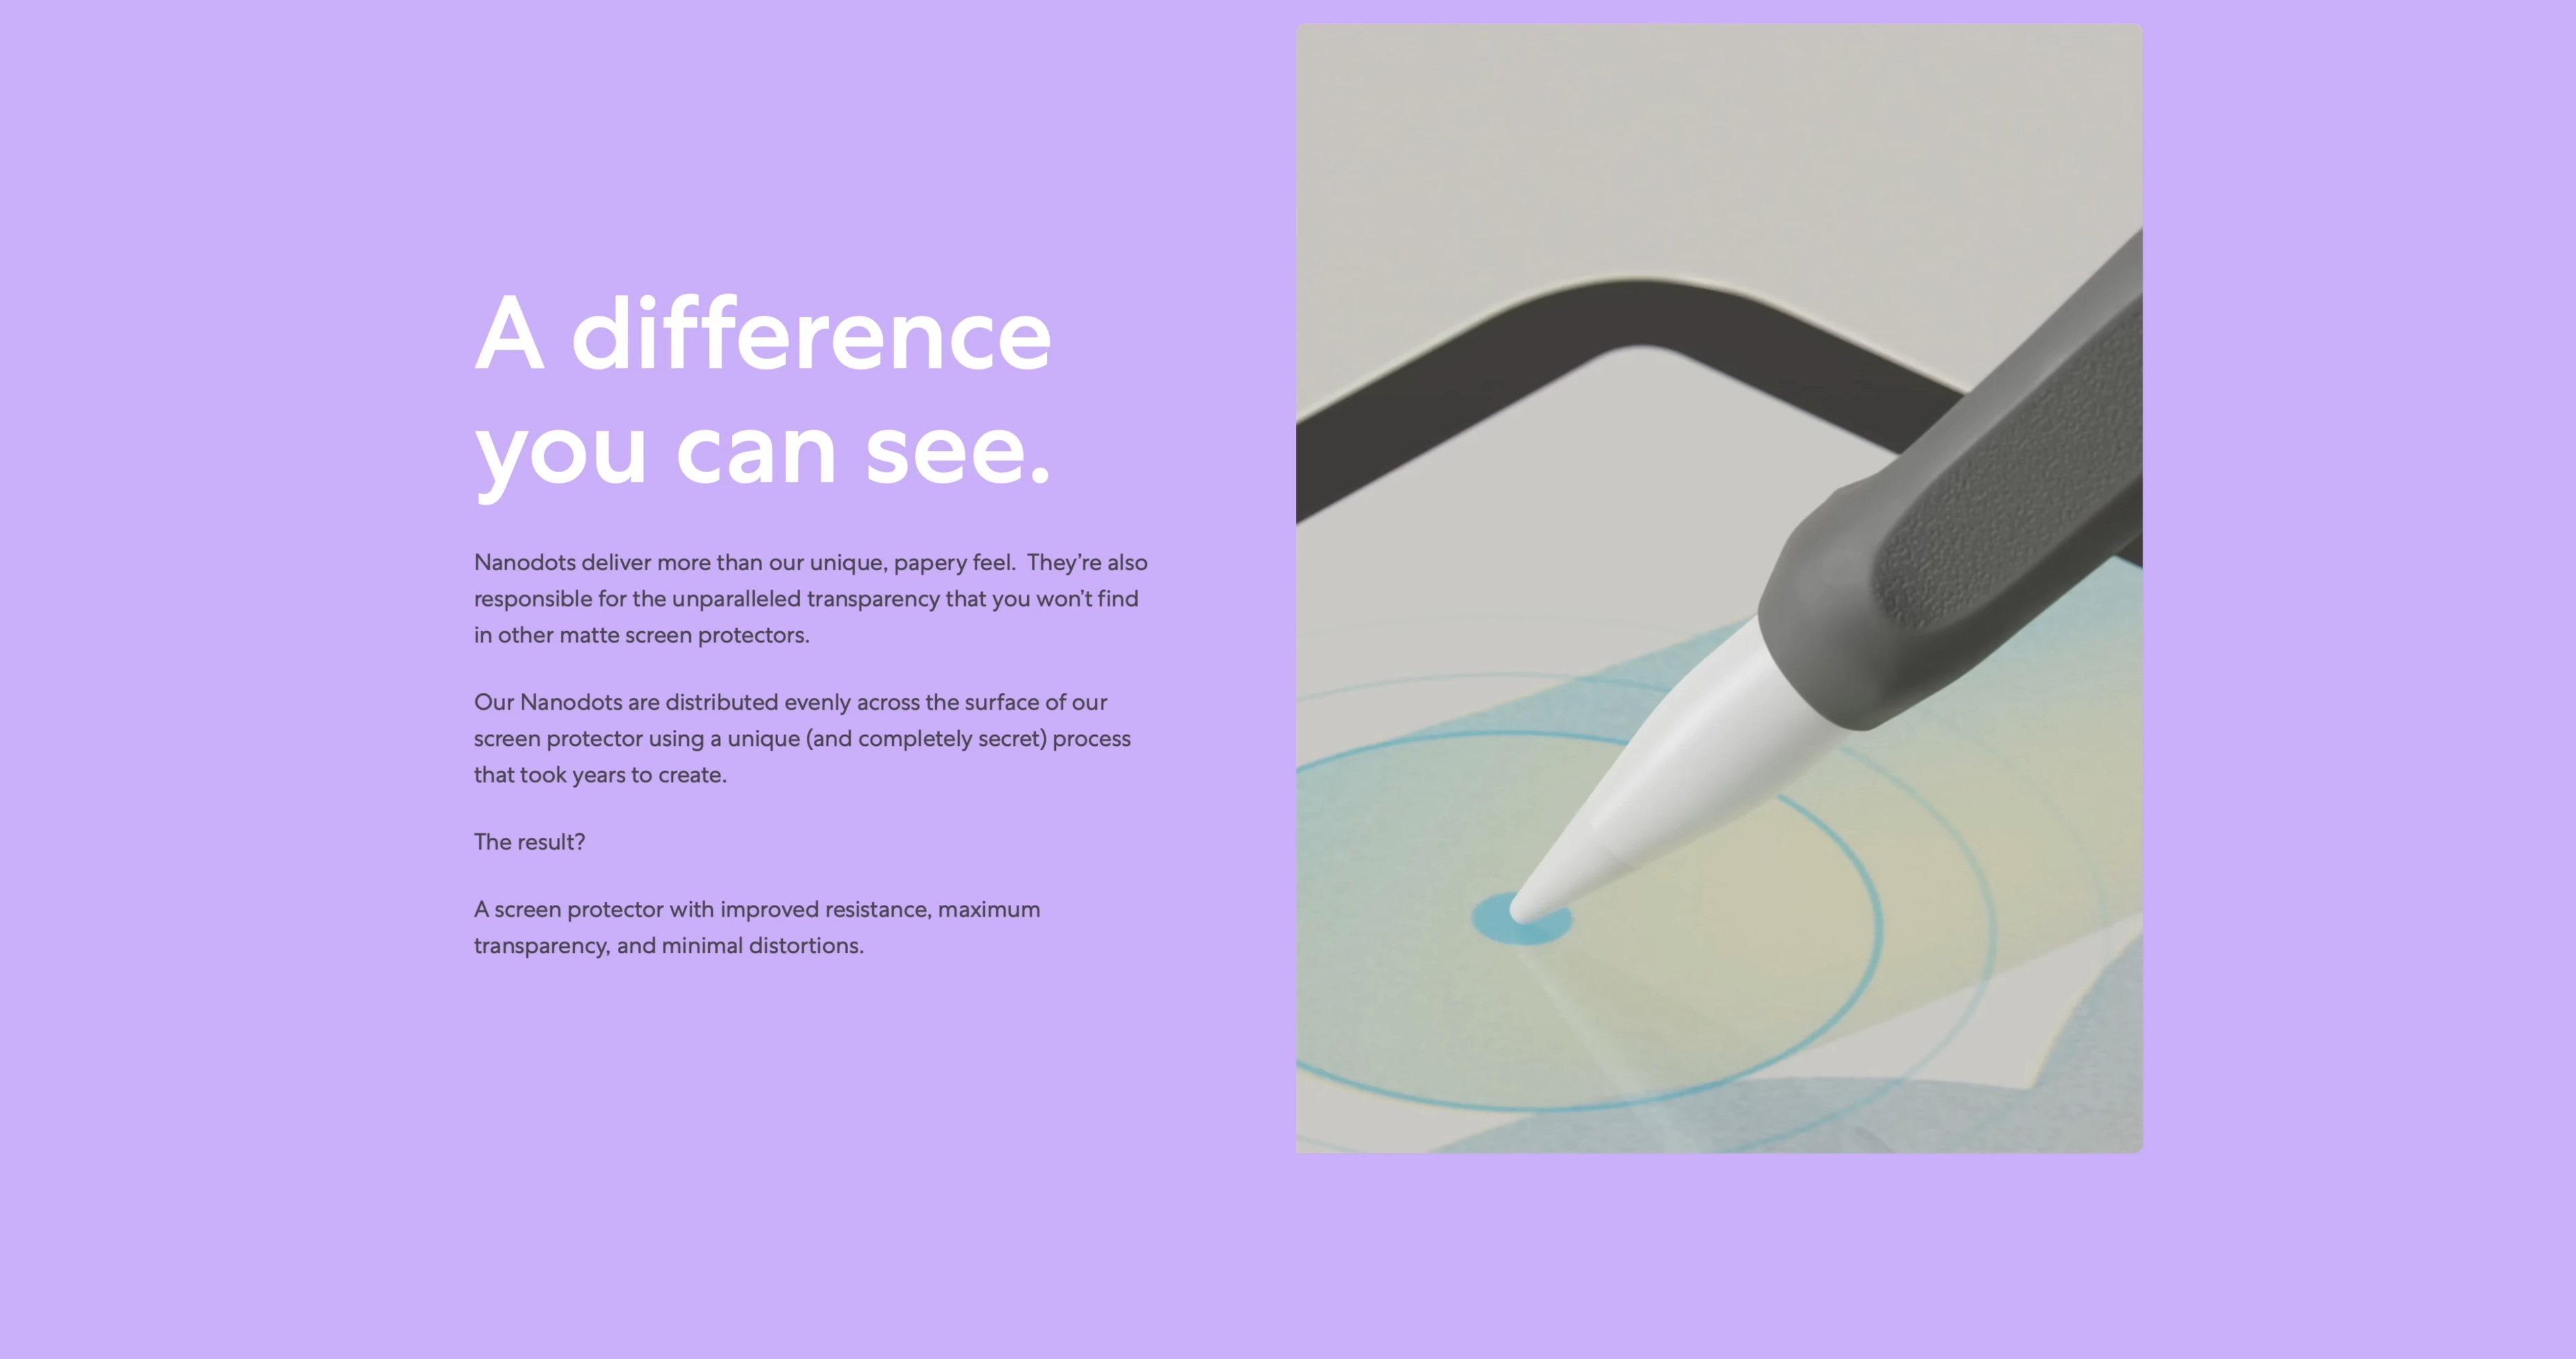 A difference
you can see.
Nanodots deliver more than our unique, papery feel.  They’re also
responsible for the unparalleled transparency that you won’t find
in other matte screen protectors.
Our Nanodots are distributed evenly across the surface of our
screen protector using a unique (and completely secret) process
that took years to create.
The result?
A screen protector with improved resistance, maximum
transparency, and minimal distortions.